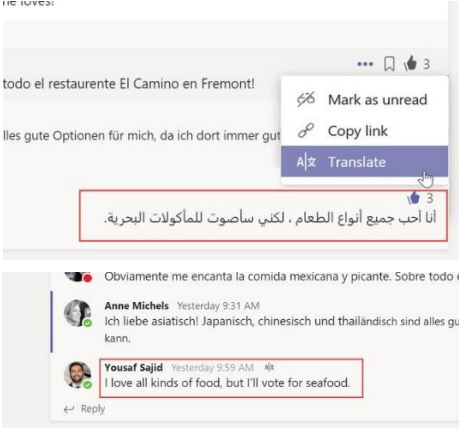 he loves!
3
todo el restaurente El Camino en Fremont!
Mark as unread
lles gute Optionen für mich, da ich dort immer gut
Copy link
Translate
3
أنا أحب جميع أنواع الطعام ، لكني سأصوت للمأكولات البحرية.
Obviamente me encanta la comida mexicana y picante. Sobre todo e
Anne Michels Yesterday 9:31 AM
Ich liebe asiatisch! Japanisch, chinesisch und thailändisch sind alles gu
kann.
Yousaf Sajid Yesterday 9:59 AM
I love all kinds of food, but I'll vote for seafood.
Reply